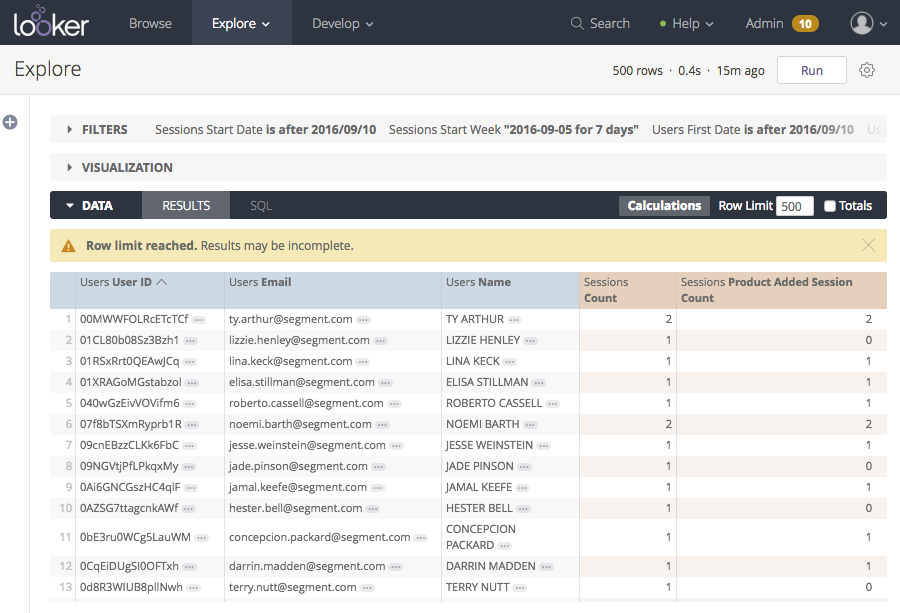 looker Browse Explore Develop Search Help Admin 10
Explore 500 rows · 0.4s · 15m ago Run
FILTERS Sessions Start Date is after 2016/09/10 Sessions Start Week "2016-09-05 for 7 days" Users First Date is after 2016/09/10
VISUALIZATION
DATA RESULTS SQL Calculations Row Limit 500 Totals
Row limit reached. Results may be incomplete.
Users User ID Users Email Users Name Sessions Count Sessions Product Added Session Count
1 00MWWFOLRcETcTCf ty.arthur@segment.com TY ARTHUR 2 2
2 01CL80b08Sz3Bzh1 lizzie.henley@segment.com LIZZIE HENLEY 1 0
3 01RSxRrt0QEAwJCq lina.keck@segment.com LINA KECK 1 1
4 01XRAGoMGstabzol elisa.stillman@segment.com ELISA STILLMAN 1 1
5 040wGzEivVOVifm6 roberto.cassell@segment.com ROBERTO CASSELL 1 1
6 07f8bTSXmRyprb1R noemi.barth@segment.com NOEMI BARTH 2 2
7 09cnEBzzCLKk6FbC jesse.weinstein@segment.com JESSE WEINSTEIN 1 1
8 09NGVtjPfLPkqxMy jade.pinson@segment.com JADE PINSON 1 0
9 0Ai6GNCGszHC4qlF jamal.keefe@segment.com JAMAL KEEFE 1 1
10 0AZSG7ttagcnkAWf hester.bell@segment.com HESTER BELL 1 0
11 0bE3ru0WCg5LauWM concepcion.packard@segment.com CONCEPCION PACKARD 1 1
12 0CqEiDUgSl0OFTxh darrin.madden@segment.com DARRIN MADDEN 1 1
13 0d8R3WIUB8pllNwh terry.nutt@segment.com TERRY NUTT 1 1